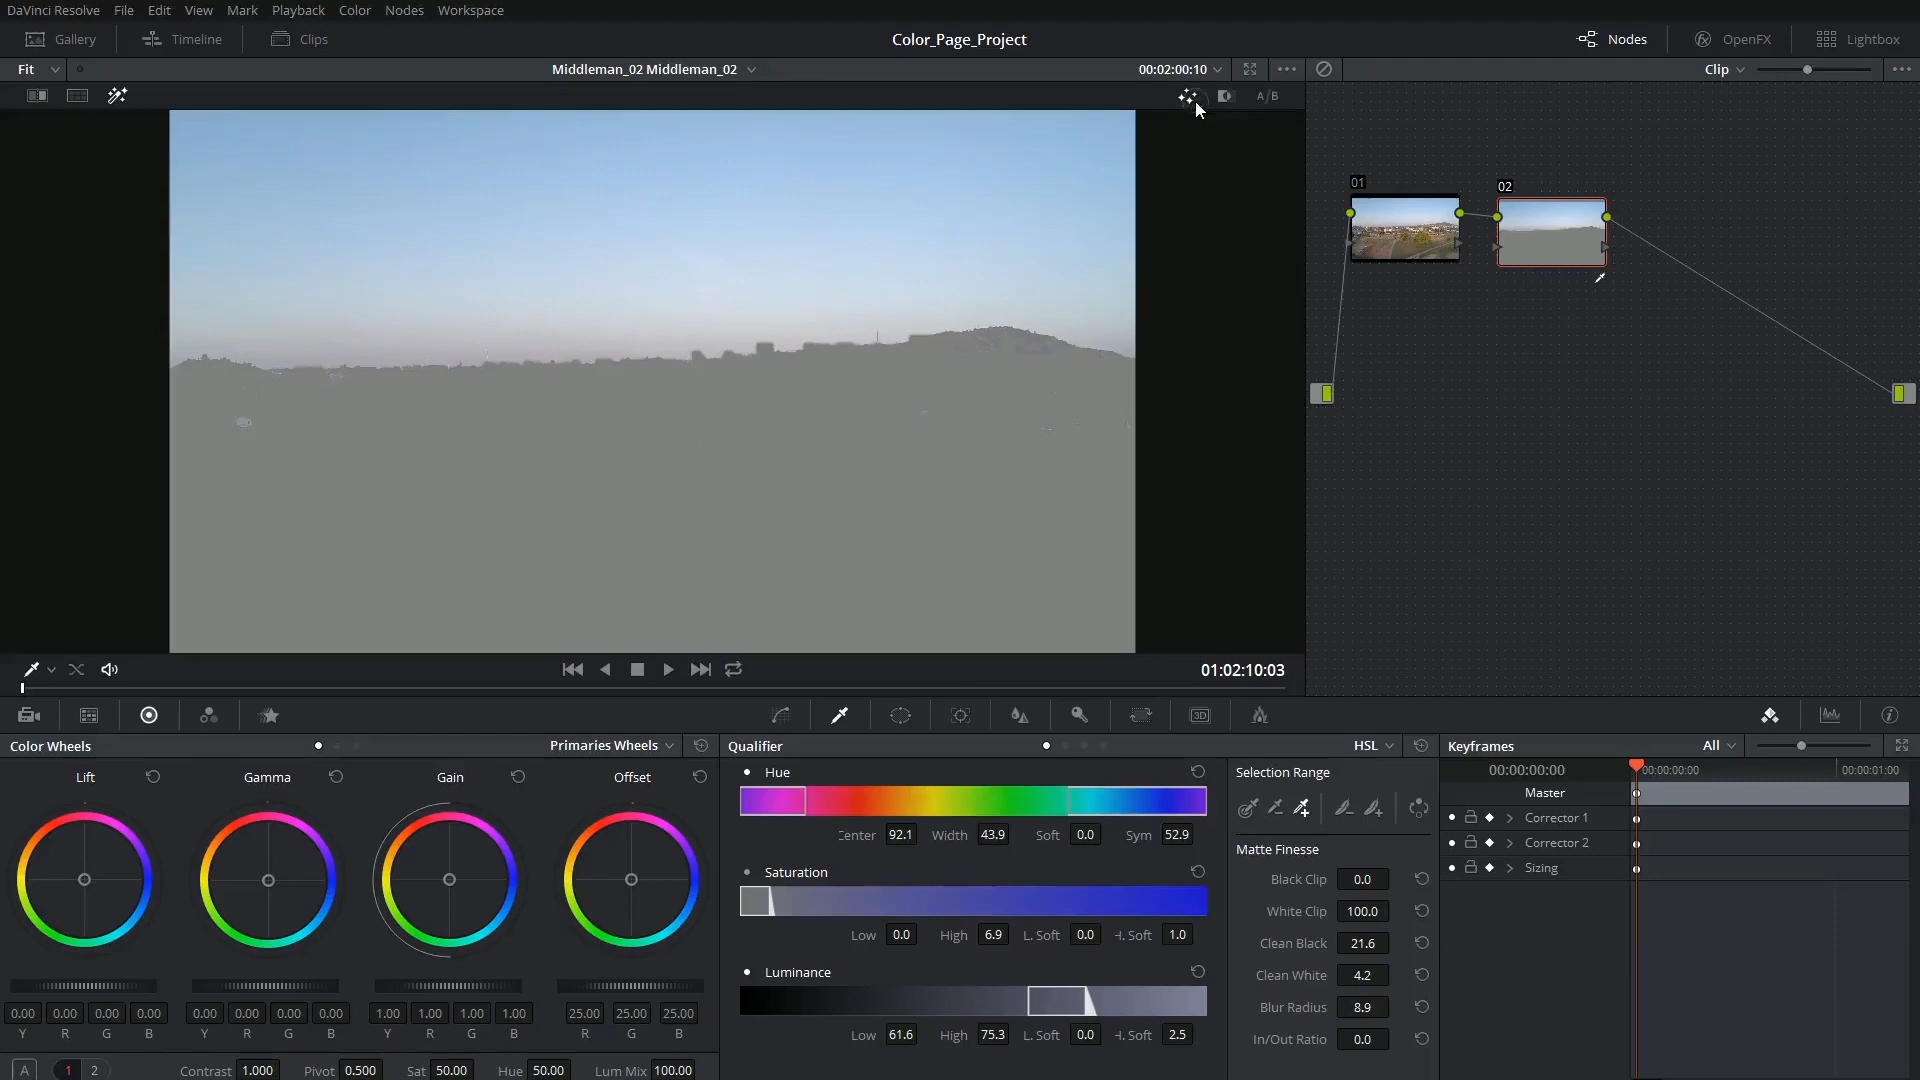 DaVinci Resolve File Edit View Mark Playback Color Nodes Workspace
Gallery Timeline Clips Color_Page_Project Nodes OpenFX Lightbox
Fit Middleman_02 Middleman_02 00:02:00:10 Clip
A/B
01 02
01:02:10:03
Color Wheels Primaries Wheels Qualifier HSL Keyframes All
Lift Gamma Gain Offset Hue Selection Range 00:00:00:00 00:00:00:00 00:00:01:00
Master
Center 92.1 Width 43.9 Soft 0.0 Sym 52.9 Corrector 1
Matte Finesse Corrector 2
Saturation Black Clip 0.0 Sizing
White Clip 100.0
Low 0.0 High 6.9 L. Soft 0.0 H. Soft 1.0 Clean Black 21.6
Luminance Clean White 4.2
0.00 0.00 0.00 0.00 0.00 0.00 0.00 0.00 1.00 1.00 1.00 1.00 25.00 25.00 25.00 Blur Radius 8.9
Y R G B Y R G B Y R G B R G B Low 61.6 High 75.3 L. Soft 0.0 H. Soft 2.5 In/Out Ratio 0.0
A 1 2 Contrast 1.000 Pivot 0.500 Sat 50.00 Hue 50.00 Lum Mix 100.00